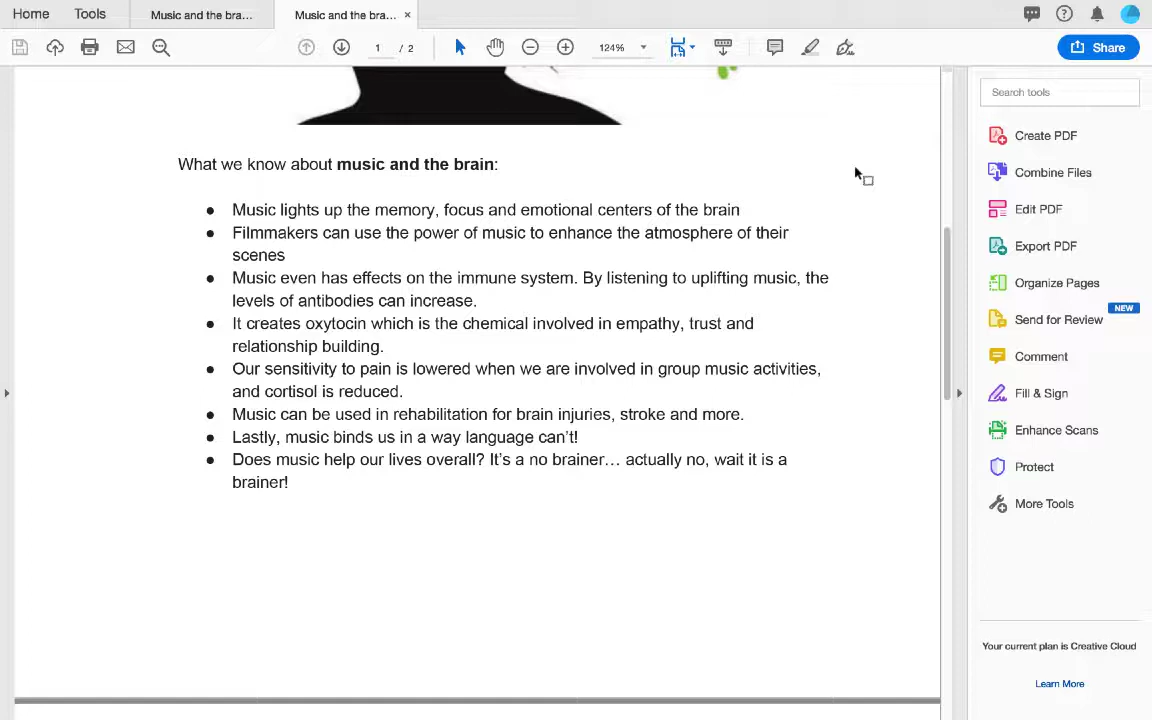 Home Tools Music and the bra... Music and the bra... ×
1 / 2 124% Share
Search tools
Create PDF
Combine Files
Edit PDF
Export PDF
Organize Pages
NEW
Send for Review
Comment
Fill & Sign
Enhance Scans
Protect
More Tools
Your current plan is Creative Cloud
Learn More
What we know about music and the brain:
● Music lights up the memory, focus and emotional centers of the brain
● Filmmakers can use the power of music to enhance the atmosphere of their
scenes
● Music even has effects on the immune system. By listening to uplifting music, the
levels of antibodies can increase.
● It creates oxytocin which is the chemical involved in empathy, trust and
relationship building.
● Our sensitivity to pain is lowered when we are involved in group music activities,
and cortisol is reduced.
● Music can be used in rehabilitation for brain injuries, stroke and more.
● Lastly, music binds us in a way language can't!
● Does music help our lives overall? It's a no brainer… actually no, wait it is a
brainer!